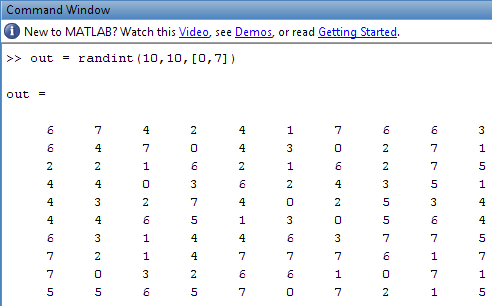 Command Window
New to MATLAB? Watch this Video, see Demos, or read Getting Started.
>> out = randint(10,10,[0,7])
out =
6 7 4 2 4 1 7 6 6 3
6 4 7 0 4 3 0 2 7 1
2 2 1 6 2 1 6 2 7 5
4 4 0 3 6 2 4 3 5 1
4 3 2 7 4 0 2 5 3 4
4 4 6 5 1 3 0 5 6 4
6 3 1 4 4 6 3 7 7 5
7 2 1 4 7 7 7 6 1 7
7 0 3 2 6 6 1 0 7 1
5 5 6 5 7 0 7 2 1 5